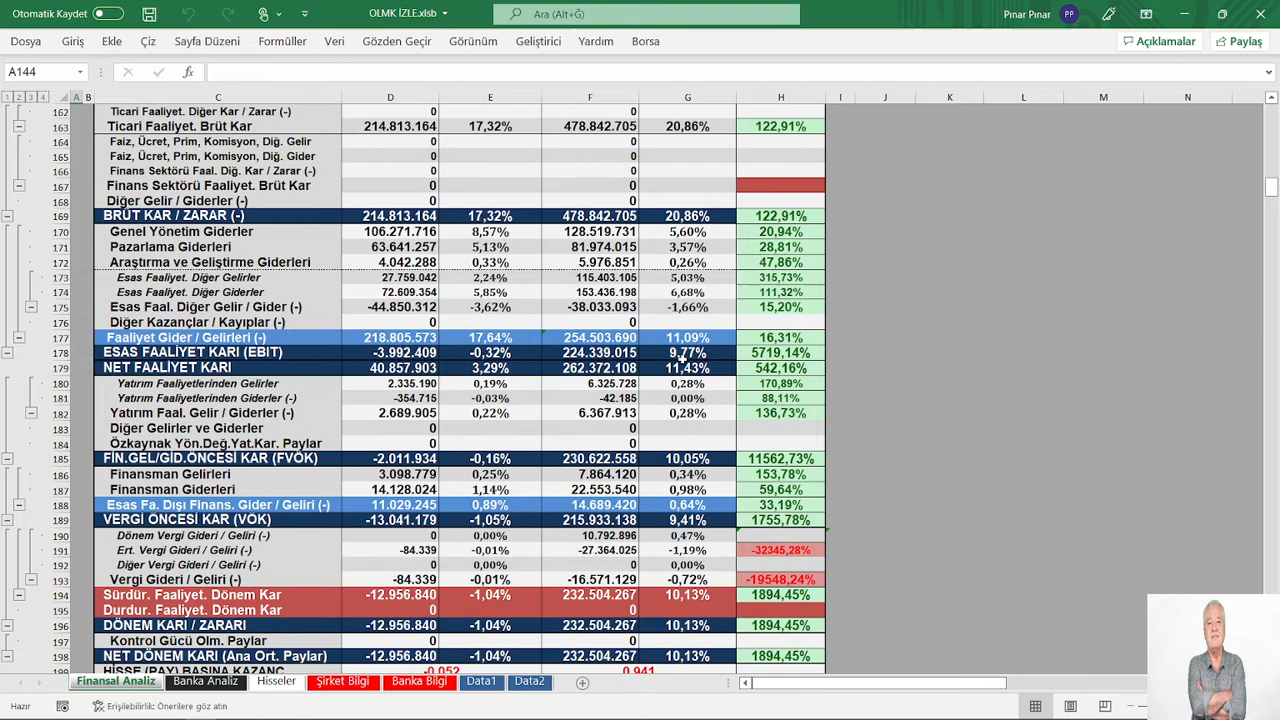 Otomatik Kaydet
OLMK İZLE.xlsb
Ara (Alt+Ğ)
Pınar Pınar
PP
Dosya Giriş Ekle Çiz Sayfa Düzeni Formüller Veri Gözden Geçir Görünüm Geliştirici Yardım Borsa
Açıklamalar Paylaş
A144
fx
1 2 3 4 A B C D E F G H I J K L M N
162 Ticari Faaliyet. Diğer Kar / Zarar (-) 0 0
163 Ticari Faaliyet. Brüt Kar 214.813.164 17,32% 478.842.705 20,86% 122,91%
164 Faiz, Ücret, Prim, Komisyon, Diğ. Gelir 0 0
165 Faiz, Ücret, Prim, Komisyon, Diğ. Gider 0 0
166 Finans Sektörü Faal. Diğ. Kar / Zarar (-) 0 0
167 Finans Sektörü Faaliyet. Brüt Kar 0 0
168 Diğer Gelir / Giderler (-) 0 0
169 BRÜT KAR / ZARAR (-) 214.813.164 17,32% 478.842.705 20,86% 122,91%
170 Genel Yönetim Giderler 106.271.716 8,57% 128.519.731 5,60% 20,94%
171 Pazarlama Giderleri 63.641.257 5,13% 81.974.015 3,57% 28,81%
172 Araştırma ve Geliştirme Giderleri 4.042.288 0,33% 5.976.851 0,26% 47,86%
173 Esas Faaliyet. Diğer Gelirler 27.759.042 2,24% 115.403.105 5,03% 315,73%
174 Esas Faaliyet. Diğer Giderler 72.609.354 5,85% 153.436.198 6,68% 111,32%
175 Esas Faal. Diğer Gelir / Gider (-) -44.850.312 -3,62% -38.033.093 -1,66% 15,20%
176 Diğer Kazançlar / Kayıplar (-) 0 0
177 Faaliyet Gider / Gelirleri (-) 218.805.573 17,64% 254.503.690 11,09% 16,31%
178 ESAS FAALİYET KARI (EBIT) -3.992.409 -0,32% 224.339.015 9,77% 5719,14%
179 NET FAALİYET KARI 40.857.903 3,29% 262.372.108 11,43% 542,16%
180 Yatırım Faaliyetlerinden Gelirler 2.335.190 0,19% 6.325.728 0,28% 170,89%
181 Yatırım Faaliyetlerinden Giderler (-) -354.715 -0,03% -42.185 0,00% 88,11%
182 Yatırım Faal. Gelir / Giderler (-) 2.689.905 0,22% 6.367.913 0,28% 136,73%
183 Diğer Gelirler ve Giderler 0 0
184 Özkaynak Yön.Değ.Yat.Kar. Paylar 0 0
185 FİN.GEL/GİD.ÖNCESİ KAR (FVÖK) -2.011.934 -0,16% 230.622.558 10,05% 11562,73%
186 Finansman Gelirleri 3.098.779 0,25% 7.864.120 0,34% 153,78%
187 Finansman Giderleri 14.128.024 1,14% 22.553.540 0,98% 59,64%
188 Esas Fa. Dışı Finans. Gider / Geliri (-) 11.029.245 0,89% 14.689.420 0,64% 33,19%
189 VERGİ ÖNCESİ KAR (VÖK) -13.041.179 -1,05% 215.933.138 9,41% 1755,78%
190 Dönem Vergi Gideri / Geliri (-) 0 0,00% 10.792.896 0,47%
191 Ert. Vergi Gideri / Geliri (-) -84.339 -0,01% -27.364.025 -1,19% -32345,28%
192 Diğer Vergi Gideri / Geliri (-) 0 0,00% 0 0,00%
193 Vergi Gideri / Geliri (-) -84.339 -0,01% -16.571.129 -0,72% -19548,24%
194 Sürdür. Faaliyet. Dönem Kar -12.956.840 -1,04% 232.504.267 10,13% 1894,45%
195 Durdur. Faaliyet. Dönem Kar 0 0
196 DÖNEM KARI / ZARARI -12.956.840 -1,04% 232.504.267 10,13% 1894,45%
197 Kontrol Gücü Olm. Paylar 0 0
198 NET DÖNEM KARI (Ana Ort. Payları) -12.956.840 -1,04% 232.504.267 10,13% 1894,45%
199 HİSSE (PAY) BAŞINA KAZANÇ -0,052 0,941
Finansal Analiz Banka Analiz Hisseler Şirket Bilgi Banka Bilgi Data1 Data2
Hazır Erişilebilirlik: Önerilere göz atın